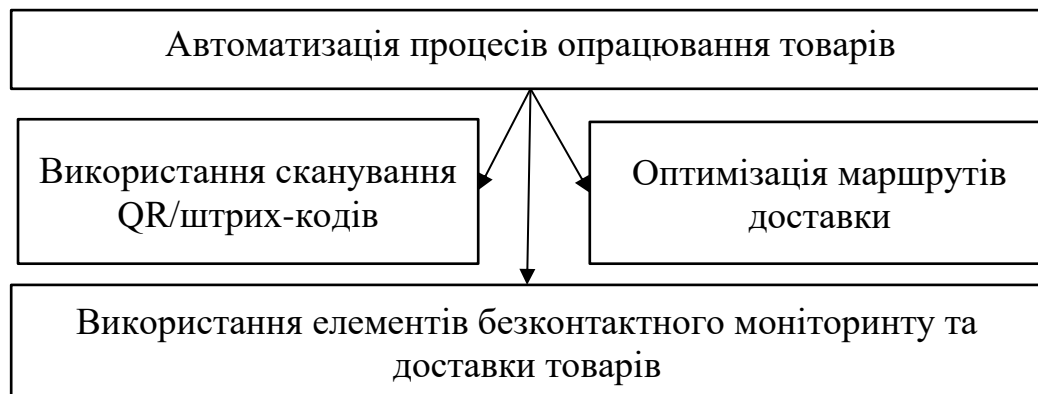 Автоматизація процесів опрацювання товарів
Використання сканування
QR/штрих-кодів
Оптимізація маршрутів
доставки
Використання елементів безконтактного моніторинту та
доставки товарів